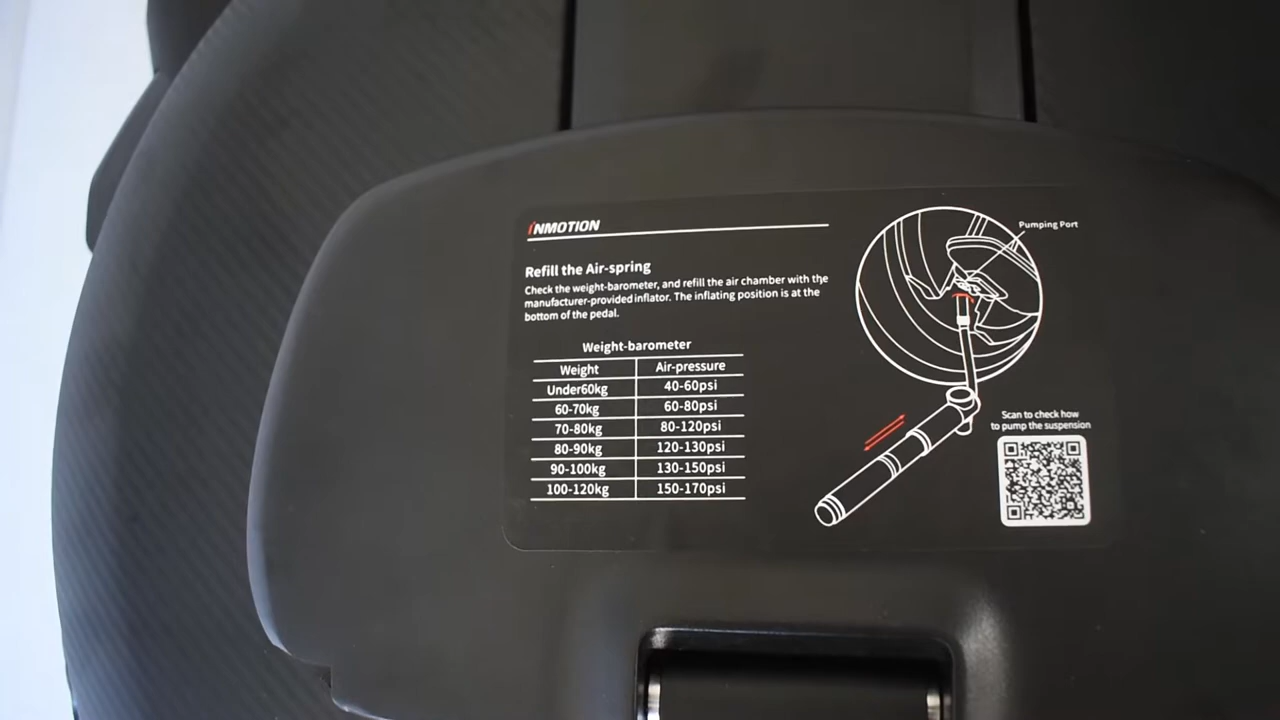 INMOTION
Refill the Air-spring
Check the weight-barometer, and refill the air chamber with the
manufacturer-provided inflator. The inflating position is at the
bottom of the pedal.
Weight-barometer
Weight Air-pressure
Under60kg 40-60psi
60-70kg 60-80psi
70-80kg 80-120psi
80-90kg 120-130psi
90-100kg 130-150psi
100-120kg 150-170psi
Pumping Port
Scan to check how
to pump the suspension